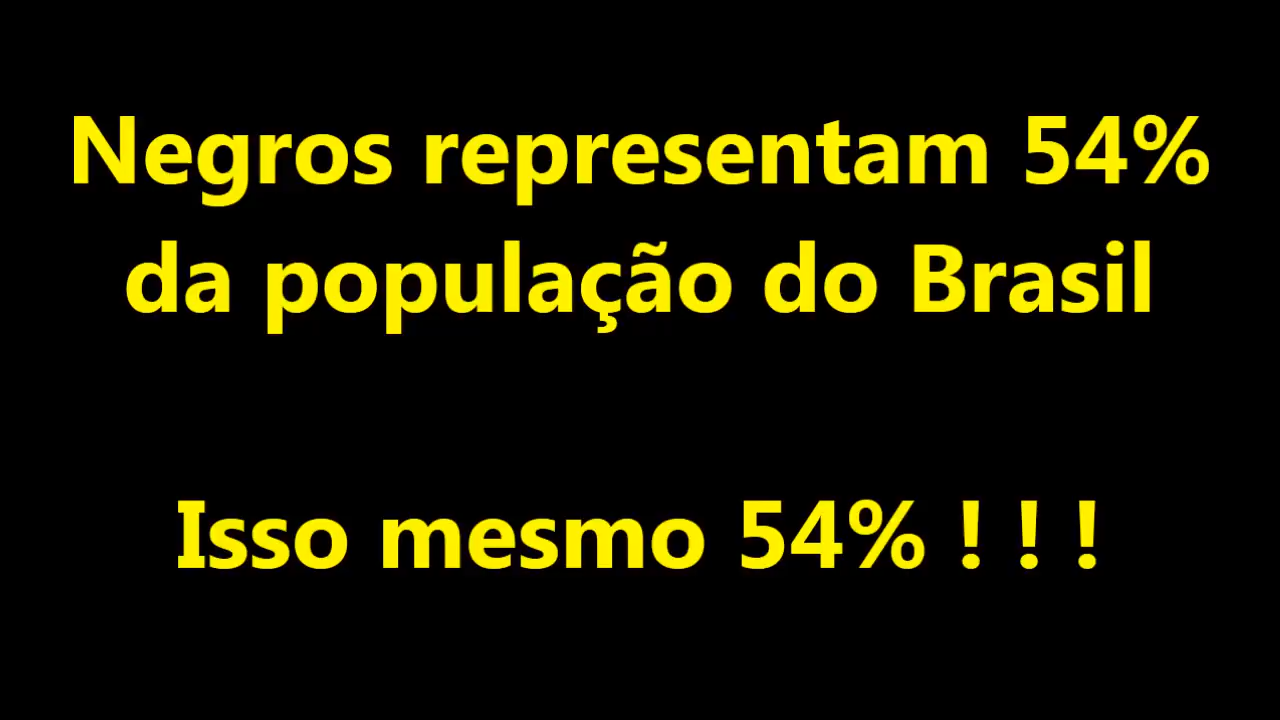 Negros representam 54%
da população do Brasil
Isso mesmo 54% ! ! !